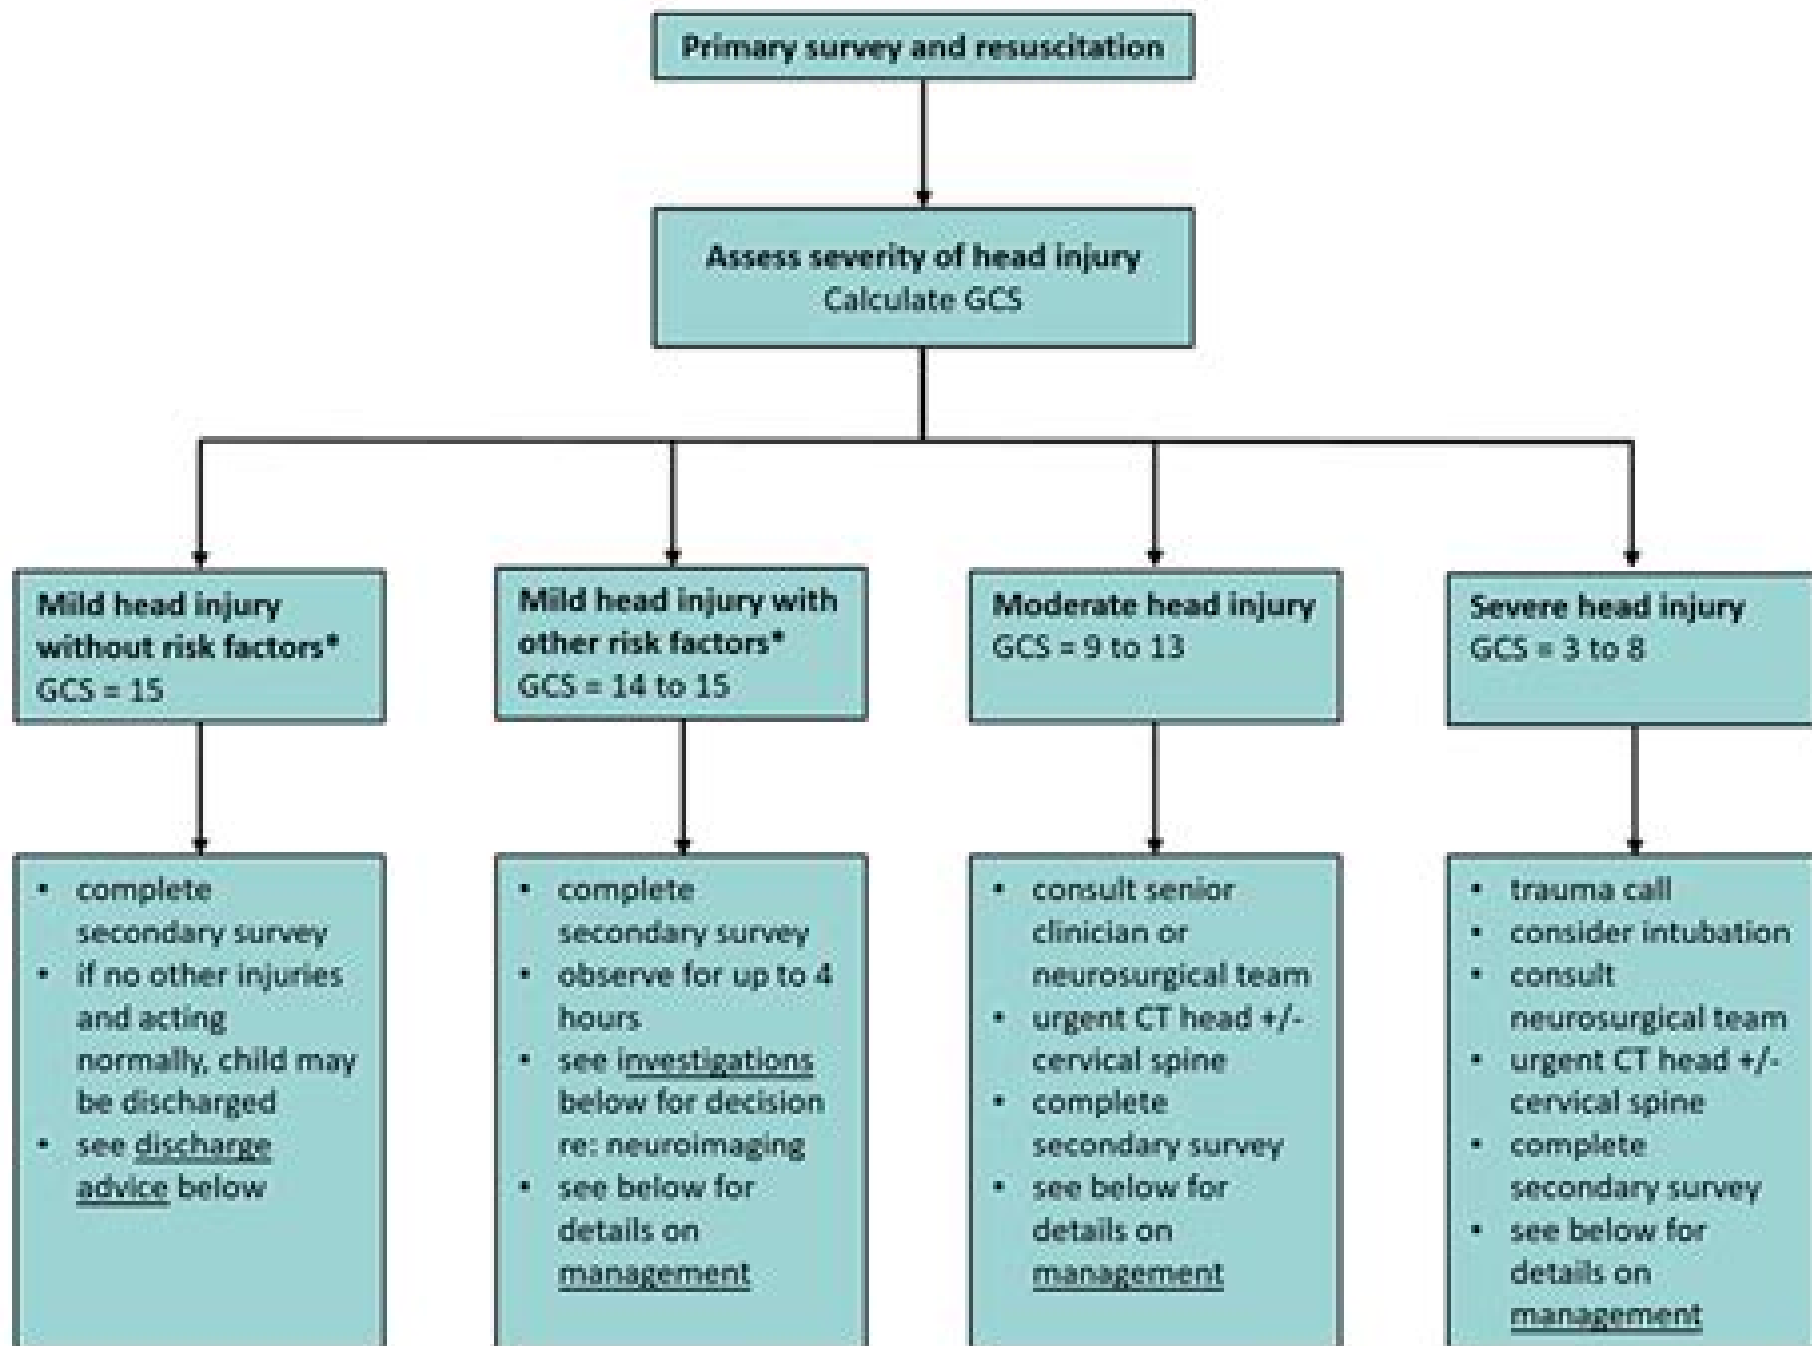 Primary survey and resuscitation
Assess severity of head injury
Calculate GCS
Mild head injury
without risk factors*
GCS = 15
Mild head injury with
other risk factors*
GCS = 14 to 15
Moderate head injury
GCS = 9 to 13
Severe head injury
GCS = 3 to 8
• complete
secondary survey
• if no other injuries
and acting
normally, child may
be discharged
• see discharge
advice below
• complete
secondary survey
• observe for up to 4
hours
• see investigations
below for decision
re: neuroimaging
• see below for
details on
management
• consult senior
clinician or
neurosurgical team
• urgent CT head +/-
cervical spine
• complete
secondary survey
• see below for
details on
management
• trauma call
• consider intubation
• consult
neurosurgical team
• urgent CT head +/-
cervical spine
• complete
secondary survey
• see below for
details on
management